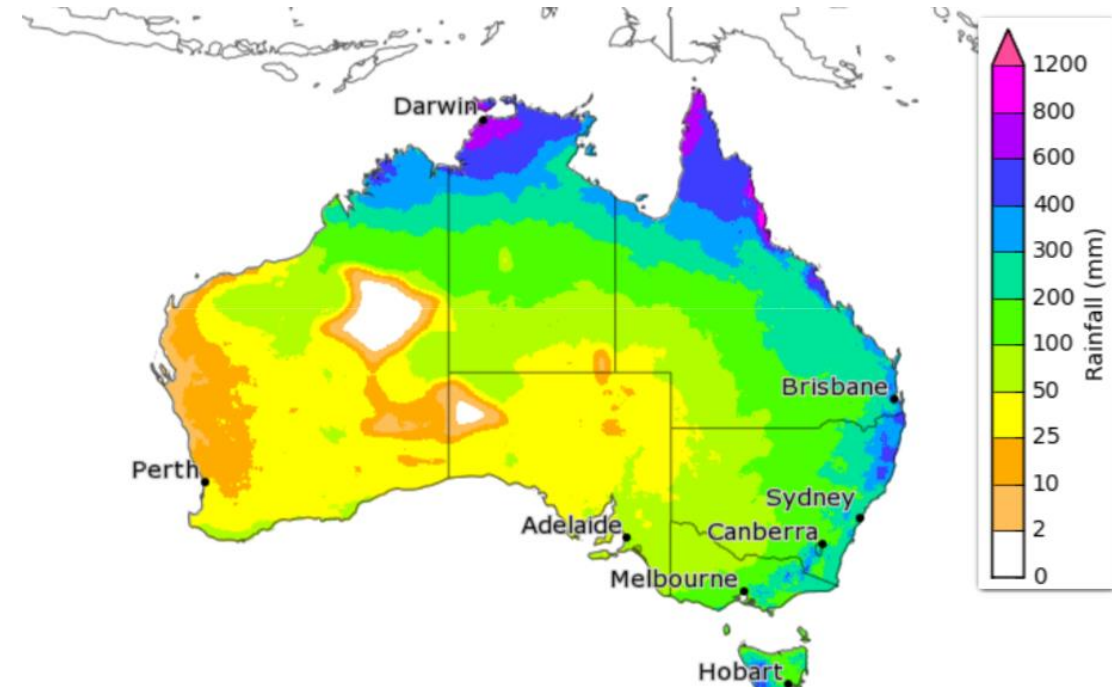 1200
Darwin
800
600
400
300
200
100
Rainfall (mm)
Brisbane
50
25
Perth
10
Sydney
Adelaide
Canberra
2
Melbourne
0
Hobart